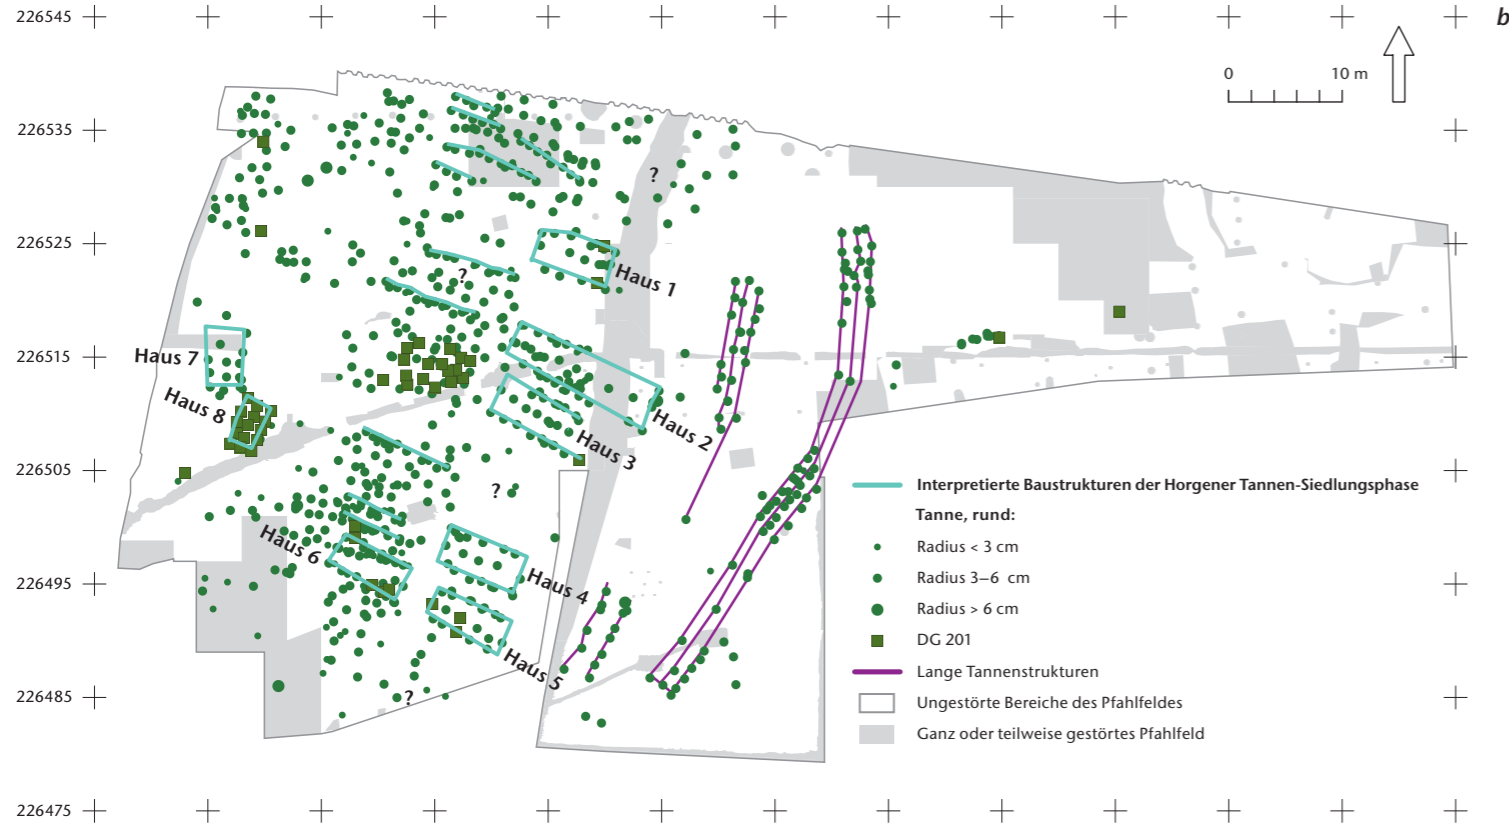 226545
b
0 10 m
226535
?
226525
Haus 1
?
226515
Haus 7
Haus 8
Haus 2
Haus 3
226505
?
Interpretierte Baustrukturen der Horgener Tannen-Siedlungsphase
Tanne, rund:
Haus 6
Radius < 3 cm
226495
Haus 4
Radius 3–6 cm
Radius > 6 cm
DG 201
Haus 5
Lange Tannenstrukturen
226485
?
Ungestörte Bereiche des Pfahlfeldes
Ganz oder teilweise gestörtes Pfahlfeld
226475